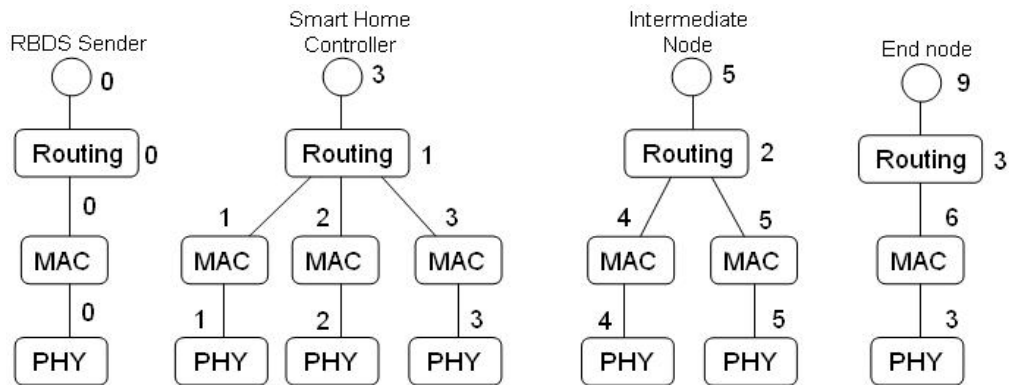 RBDS Sender
Smart Home
Controller
Intermediate
Node
End node
0
3
5
9
Routing 0
Routing 1
Routing 2
Routing 3
0
1
2
3
4
5
6
MAC
MAC
MAC
MAC
MAC
MAC
MAC
0
1
2
3
4
5
3
PHY
PHY
PHY
PHY
PHY
PHY
PHY